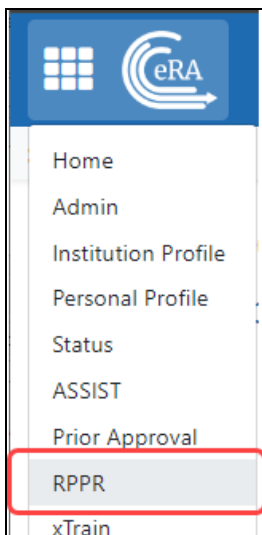 eRA
Home
Admin
Institution Profile
Personal Profile
Status
ASSIST
Prior Approval
RPPR
xTrain